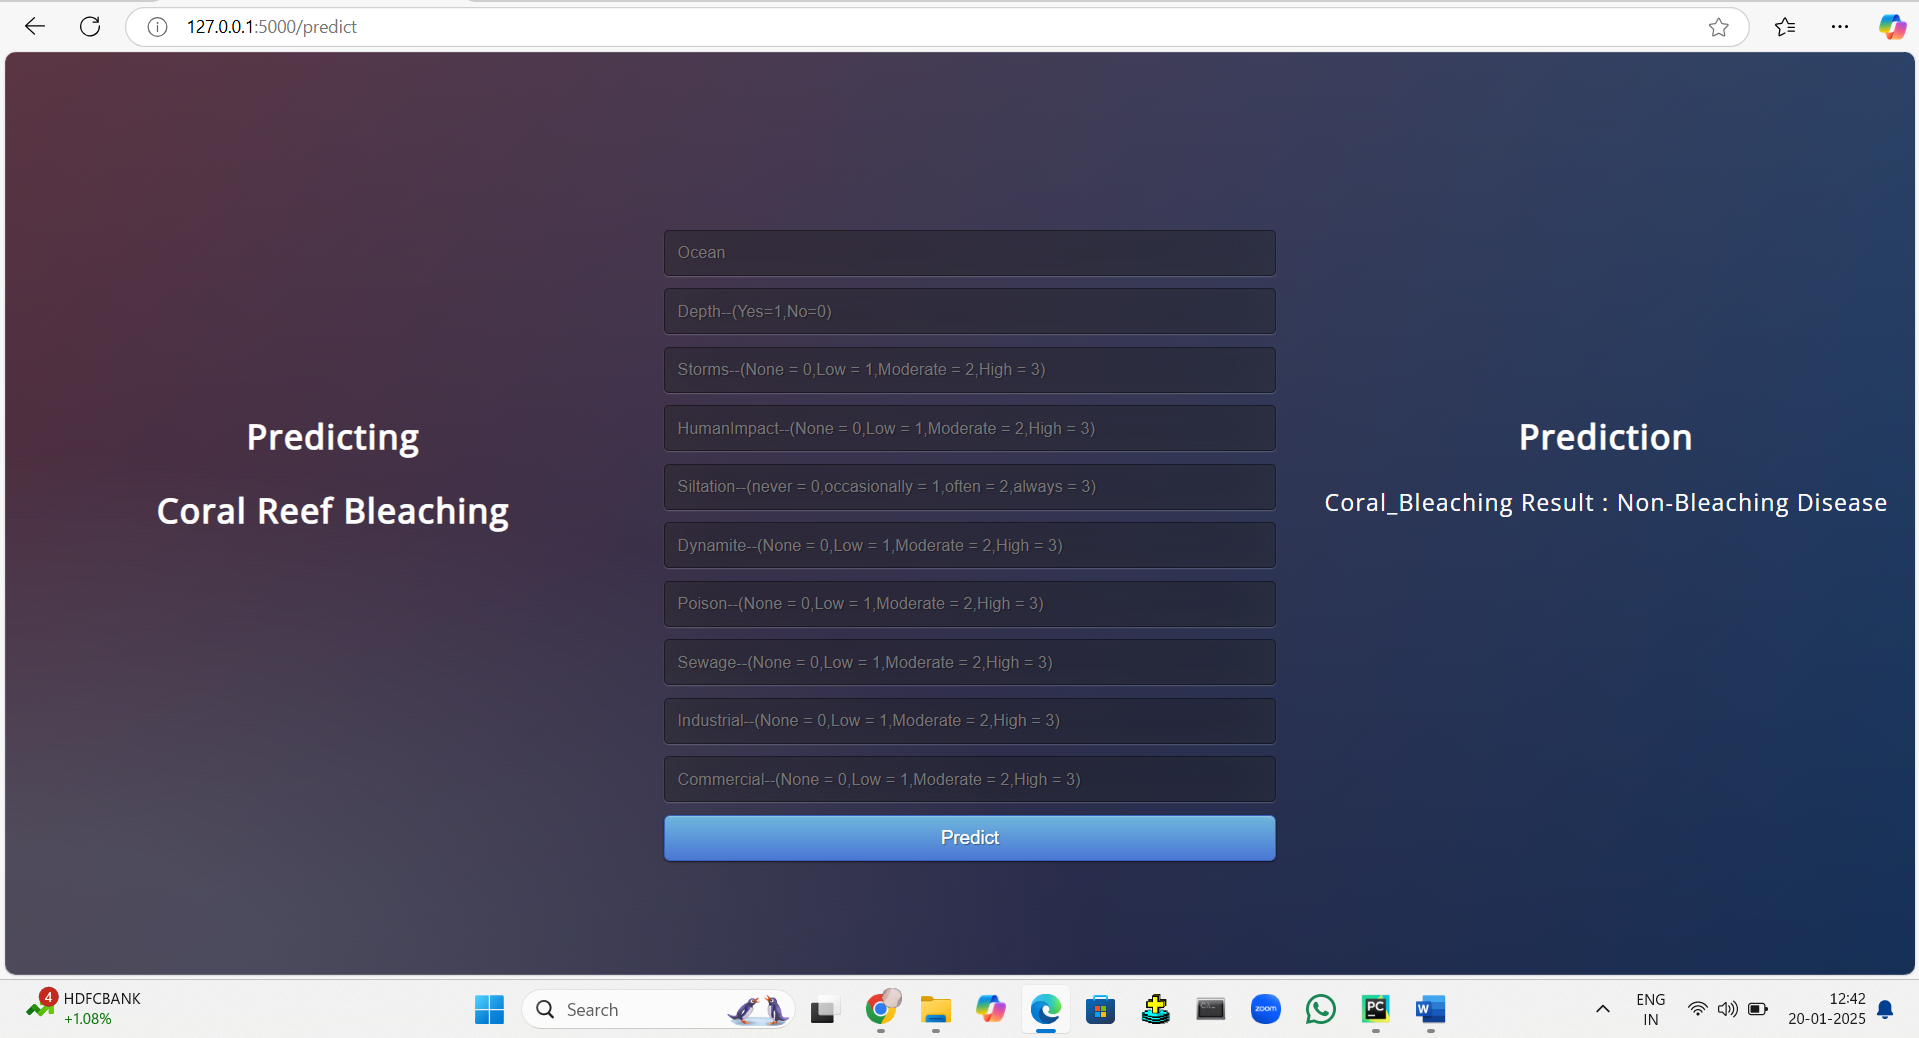 127.0.0.1:5000/predict
Predicting
Coral Reef Bleaching
Ocean
Depth--(Yes=1,No=0)
Storms--(None = 0,Low = 1,Moderate = 2,High = 3)
HumanImpact--(None = 0,Low = 1,Moderate = 2,High = 3)
Siltation--(never = 0,occasionally = 1,often = 2,always = 3)
Dynamite--(None = 0,Low = 1,Moderate = 2,High = 3)
Poison--(None = 0,Low = 1,Moderate = 2,High = 3)
Sewage--(None = 0,Low = 1,Moderate = 2,High = 3)
Industrial--(None = 0,Low = 1,Moderate = 2,High = 3)
Commercial--(None = 0,Low = 1,Moderate = 2,High = 3)
Predict
Prediction
Coral_Bleaching Result : Non-Bleaching Disease
4
HDFCBANK
+1.08%
Search
zoom
PC
W
ENG
IN
12:42
20-01-2025